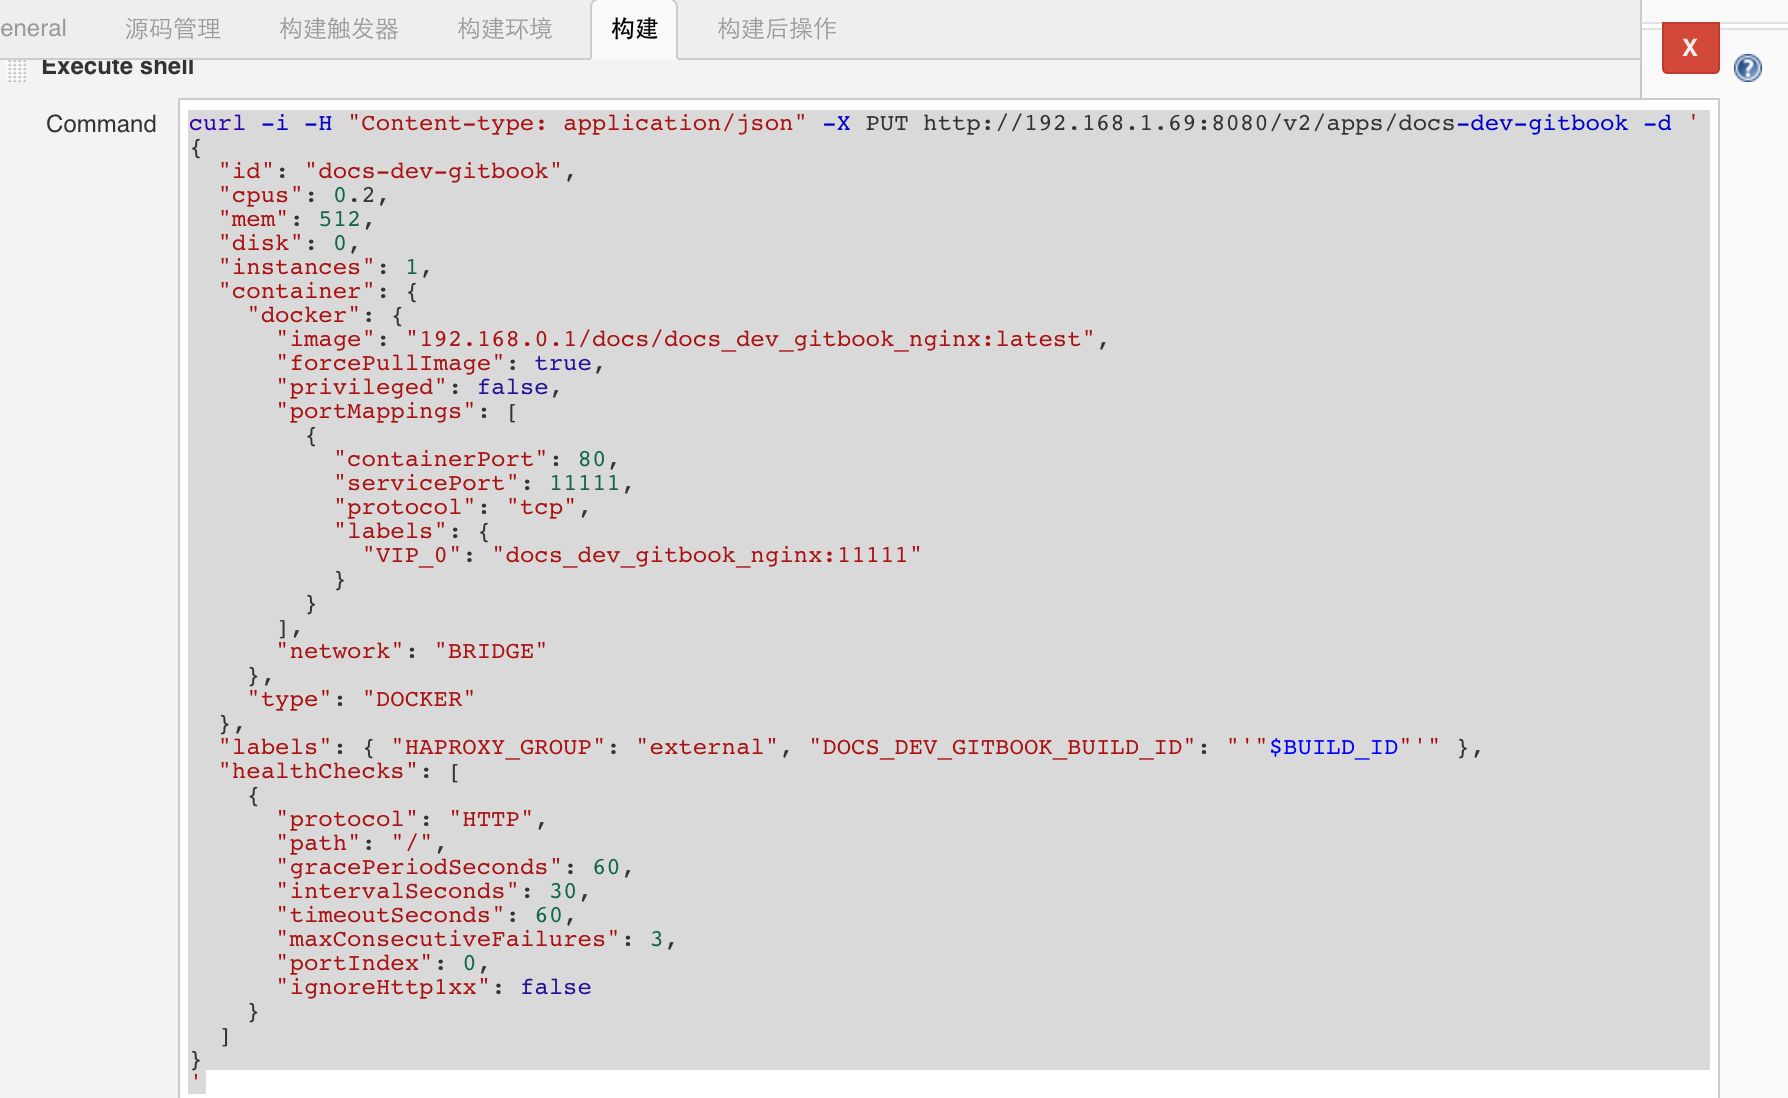 eneral 源码管理 构建触发器 构建环境 构建 构建后操作
X
Execute shell
?
Command
curl -i -H "Content-type: application/json" -X PUT http://192.168.1.69:8080/v2/apps/docs-dev-gitbook -d '
{
  "id": "docs-dev-gitbook",
  "cpus": 0.2,
  "mem": 512,
  "disk": 0,
  "instances": 1,
  "container": {
    "docker": {
      "image": "192.168.0.1/docs/docs_dev_gitbook_nginx:latest",
      "forcePullImage": true,
      "privileged": false,
      "portMappings": [
        {
          "containerPort": 80,
          "servicePort": 11111,
          "protocol": "tcp",
          "labels": {
            "VIP_0": "docs_dev_gitbook_nginx:11111"
          }
        }
      ],
      "network": "BRIDGE"
    },
    "type": "DOCKER"
  },
  "labels": { "HAPROXY_GROUP": "external", "DOCS_DEV_GITBOOK_BUILD_ID": "'"$BUILD_ID"'" },
  "healthChecks": [
    {
      "protocol": "HTTP",
      "path": "/",
      "gracePeriodSeconds": 60,
      "intervalSeconds": 30,
      "timeoutSeconds": 60,
      "maxConsecutiveFailures": 3,
      "portIndex": 0,
      "ignoreHttp1xx": false
    }
  ]
}
'